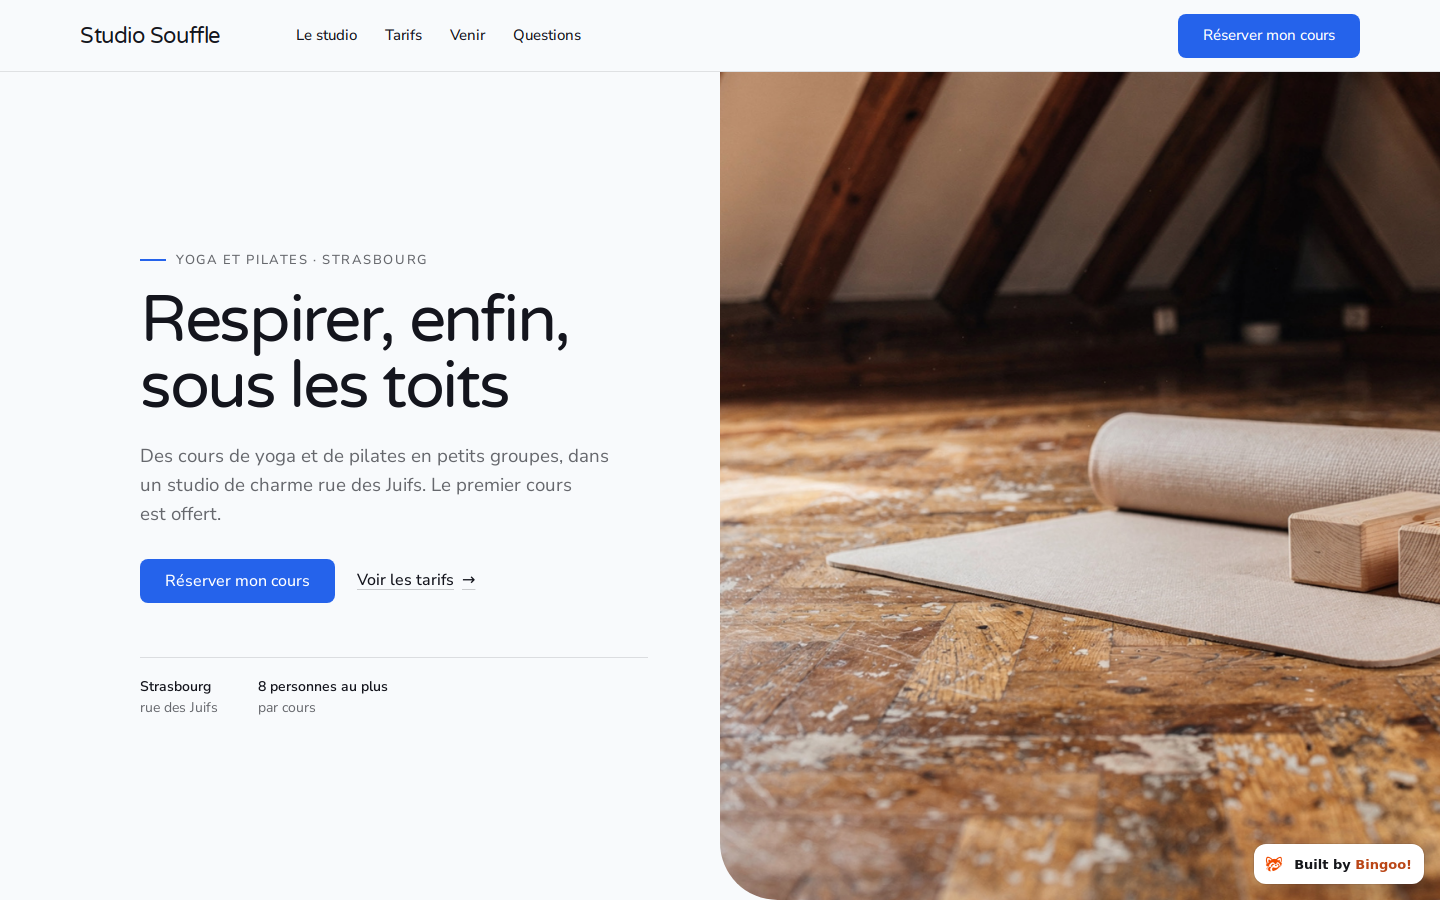 Studio Souffle
Le studio
Tarifs
Venir
Questions
Réserver mon cours
YOGA ET PILATES · STRASBOURG
Respirer, enfin,
sous les toits
Des cours de yoga et de pilates en petits groupes, dans
un studio de charme rue des Juifs. Le premier cours
est offert.
Réserver mon cours
Voir les tarifs →
Strasbourg
rue des Juifs
8 personnes au plus
par cours
Built by Bingoo!